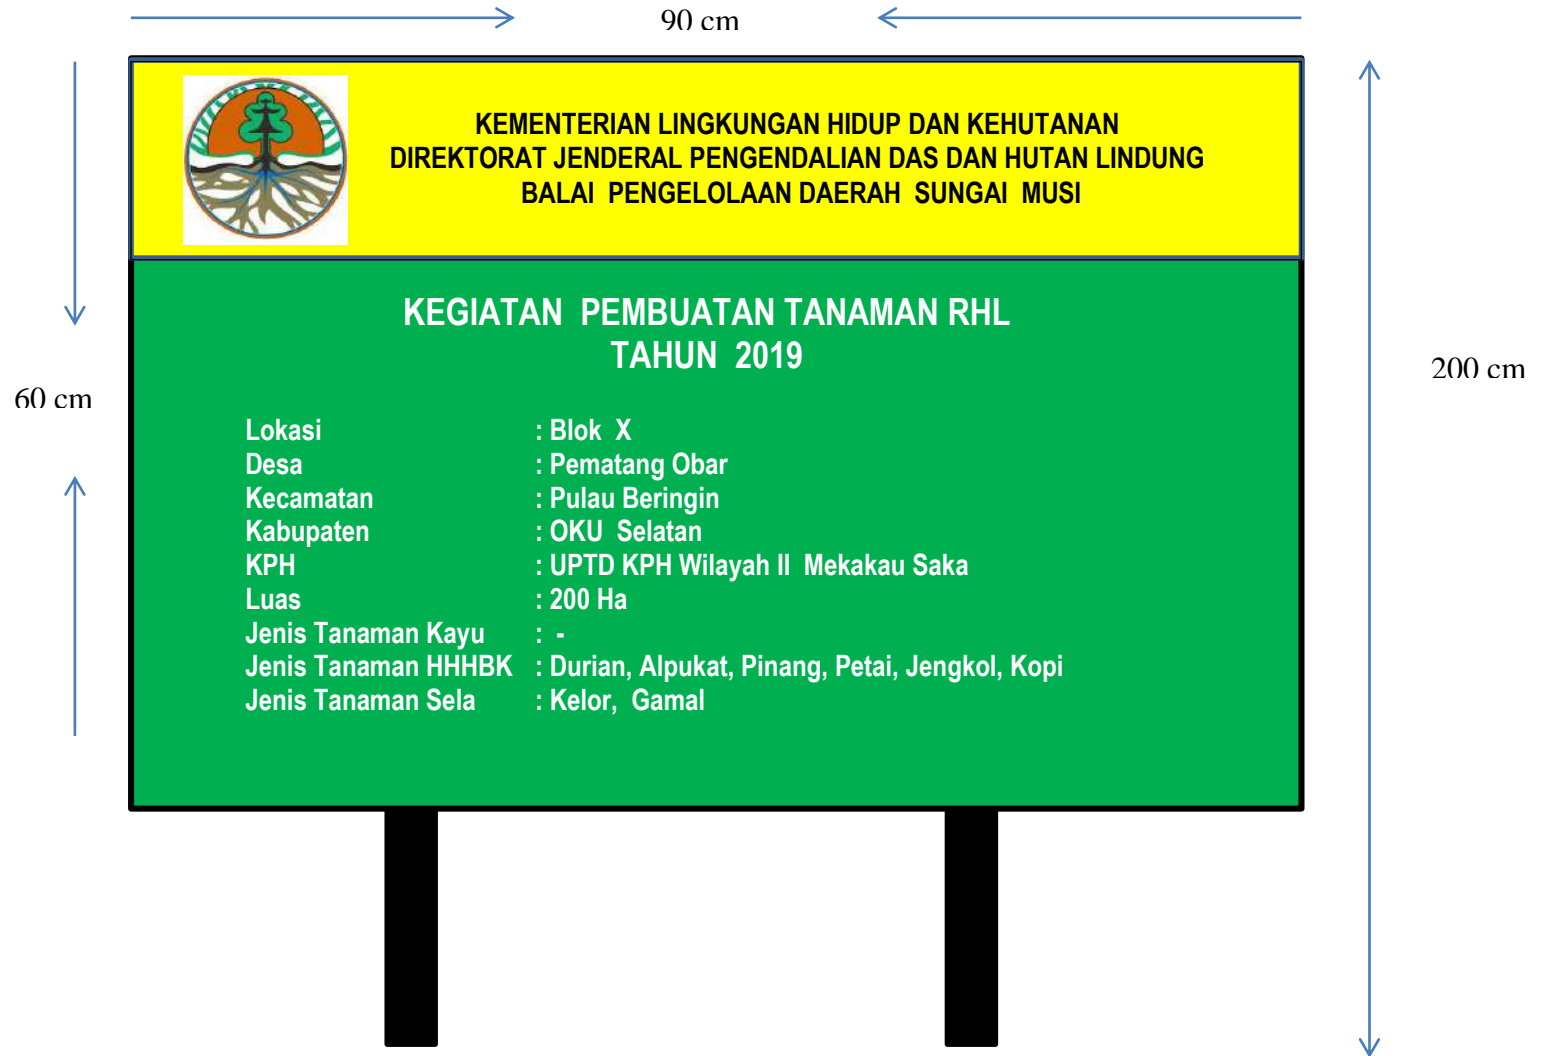 90 cm
KEMENTERIAN LINGKUNGAN HIDUP DAN KEHUTANAN
DIREKTORAT JENDERAL PENGENDALIAN DAS DAN HUTAN LINDUNG
BALAI PENGELOLAAN DAERAH SUNGAI MUSI
KEGIATAN PEMBUATAN TANAMAN RHL
TAHUN 2019
200 cm
60 cm
Lokasi : Blok X
Desa : Pematang Obar
Kecamatan : Pulau Beringin
Kabupaten : OKU Selatan
KPH : UPTD KPH Wilayah II Mekakau Saka
Luas : 200 Ha
Jenis Tanaman Kayu : -
Jenis Tanaman HHHBK : Durian, Alpukat, Pinang, Petai, Jengkol, Kopi
Jenis Tanaman Sela : Kelor, Gamal